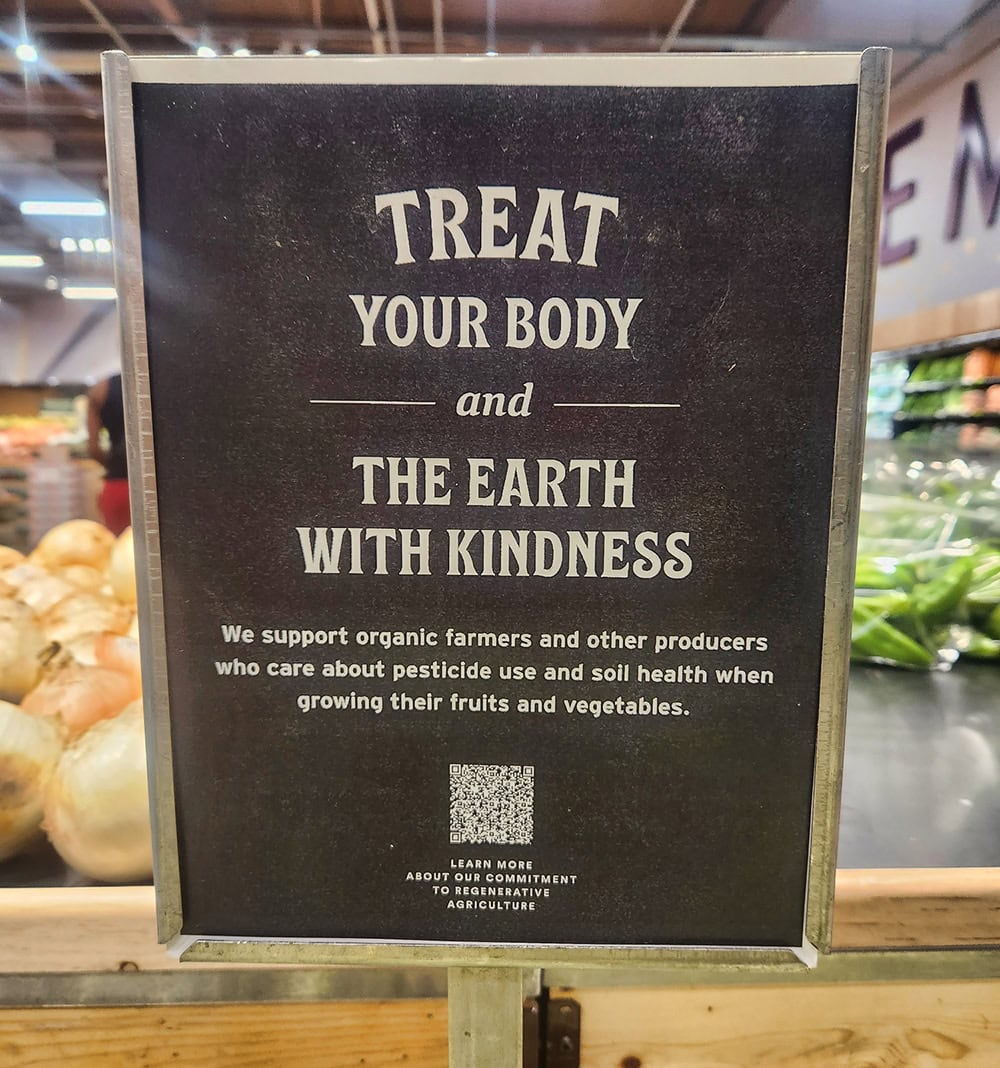 TREAT
YOUR BODY
and
THE EARTH
WITH KINDNESS
We support organic farmers and other producers
who care about pesticide use and soil health when
growing their fruits and vegetables.
LEARN MORE
ABOUT OUR COMMITMENT
TO REGENERATIVE
AGRICULTURE
EM